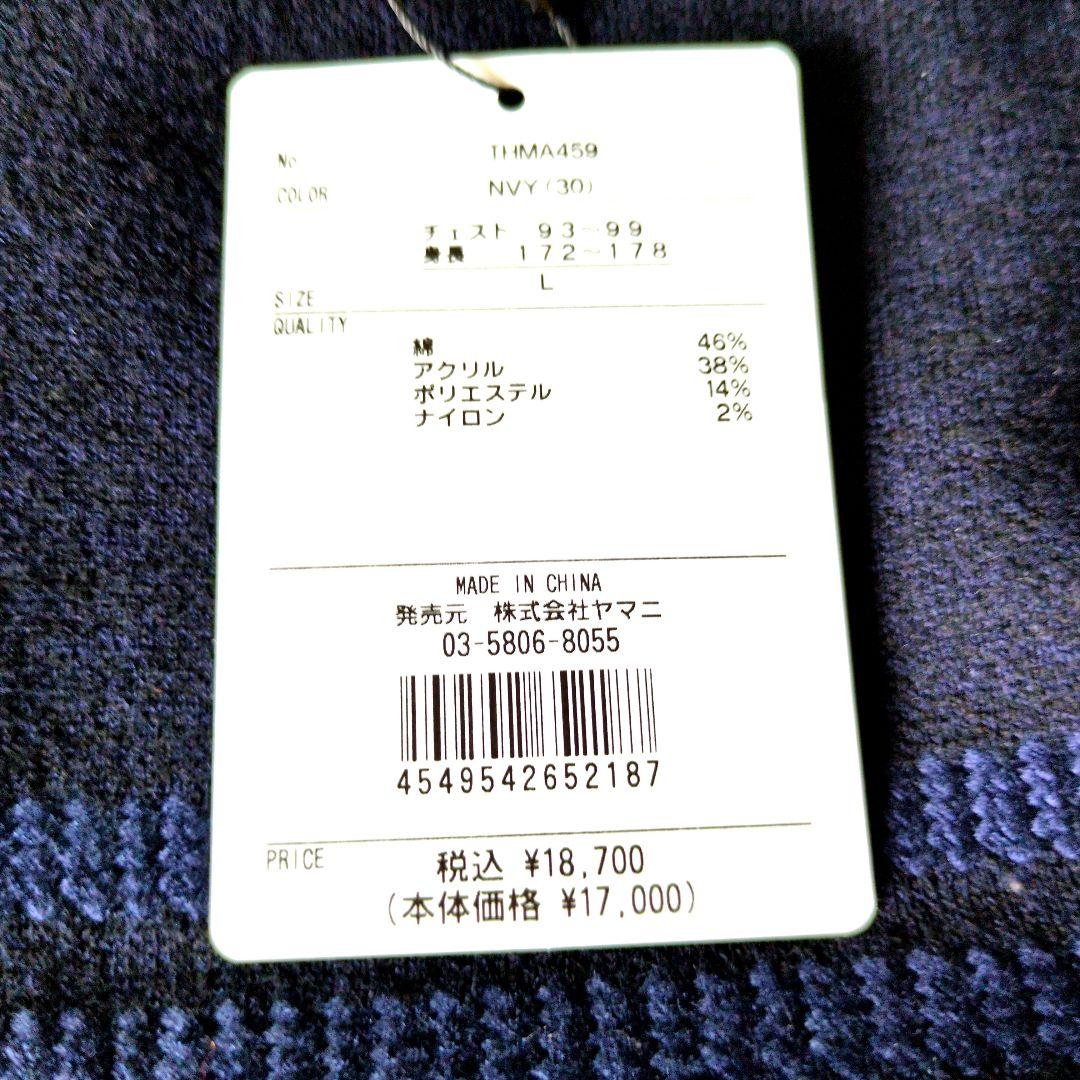 No THMA459
COLOR NVY(30)
チェスト 93~99
身長 172~178
SIZE L
QUALITY
綿 46%
アクリル 38%
ポリエステル 14%
ナイロン 2%
MADE IN CHINA
発売元 株式会社ヤマニ
03-5806-8055
4549542652187
PRICE 税込 ¥18,700
(本体価格 ¥17,000)